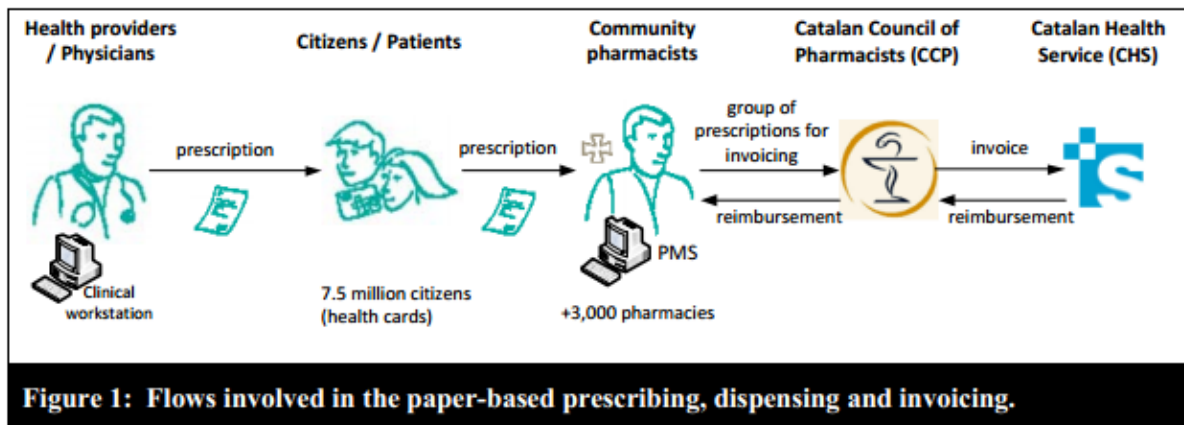 Health providers
/ Physicians
Citizens / Patients
Community
pharmacists
Catalan Council of
Pharmacists (CCP)
Catalan Health
Service (CHS)
prescription
prescription
group of
prescriptions for
invoicing
reimbursement
invoice
reimbursement
S
Clinical
workstation
7.5 million citizens
(health cards)
PMS
+3,000 pharmacies
Figure 1: Flows involved in the paper-based prescribing, dispensing and invoicing.